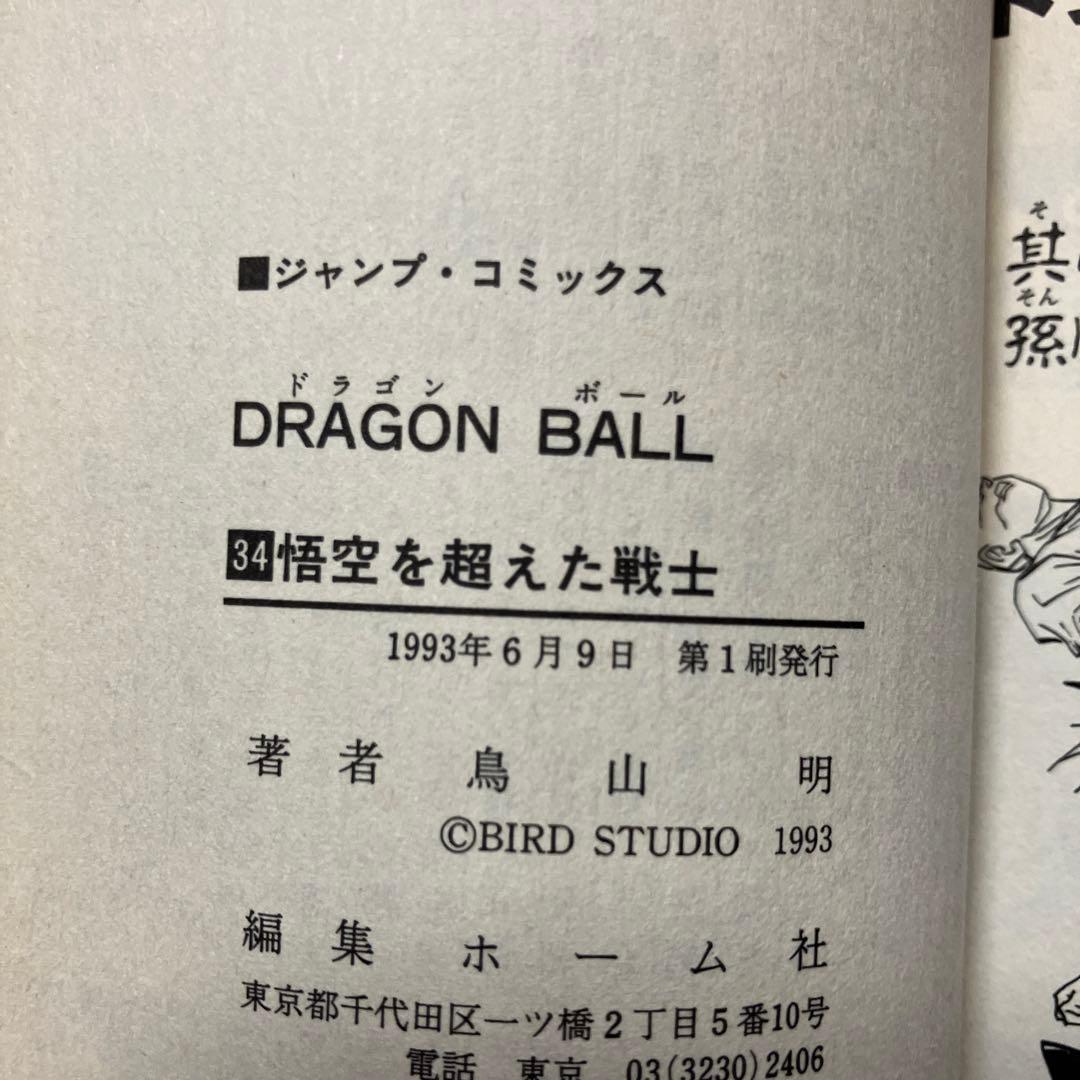 ■ジャンプ・コミックス
ドラゴン ボール
DRAGON BALL
34悟空を超えた戦士
1993年6月9日 第1刷発行
著者 鳥山 明
©BIRD STUDIO 1993
編集 ホーム社
東京都千代田区一ツ橋2丁目5番10号
電話 東京 03(3230)2406
そ
其
そん
孫